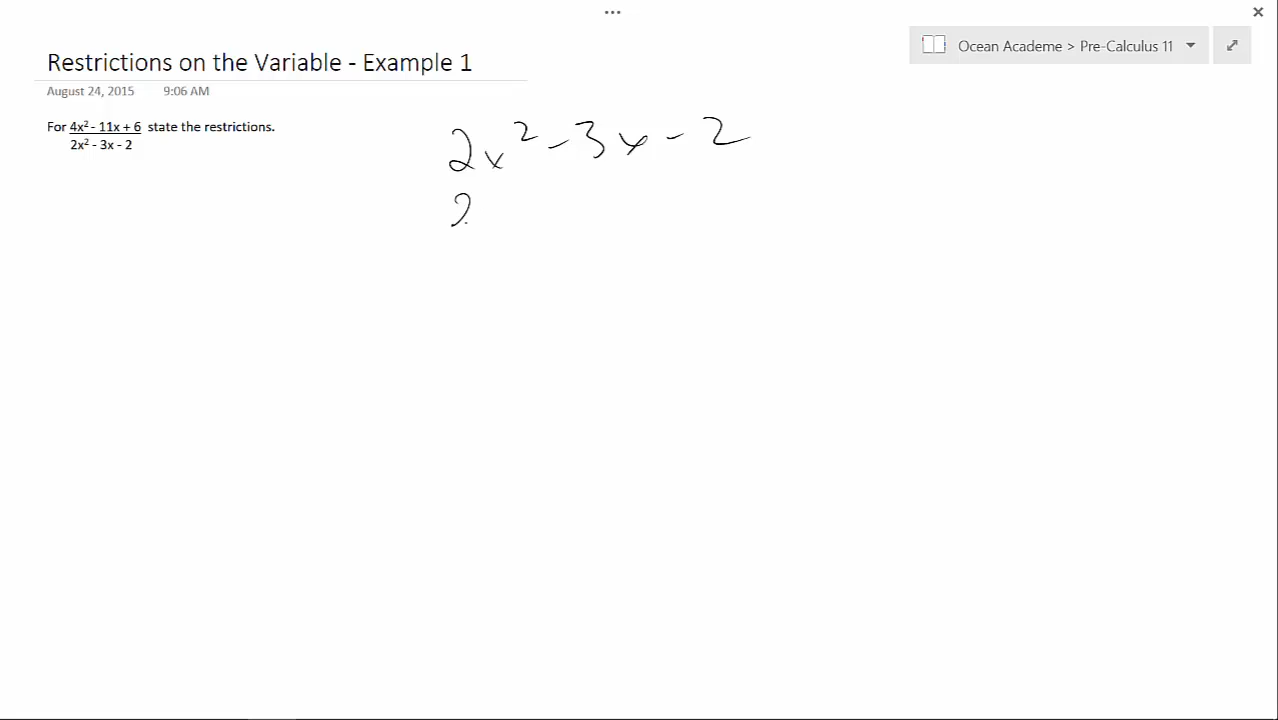 ...
Ocean Academe > Pre-Calculus 11
Restrictions on the Variable - Example 1
August 24, 2015 9:06 AM
For 4x² - 11x + 6 state the restrictions.
2x² - 3x - 2
2x² - 3x - 2
2